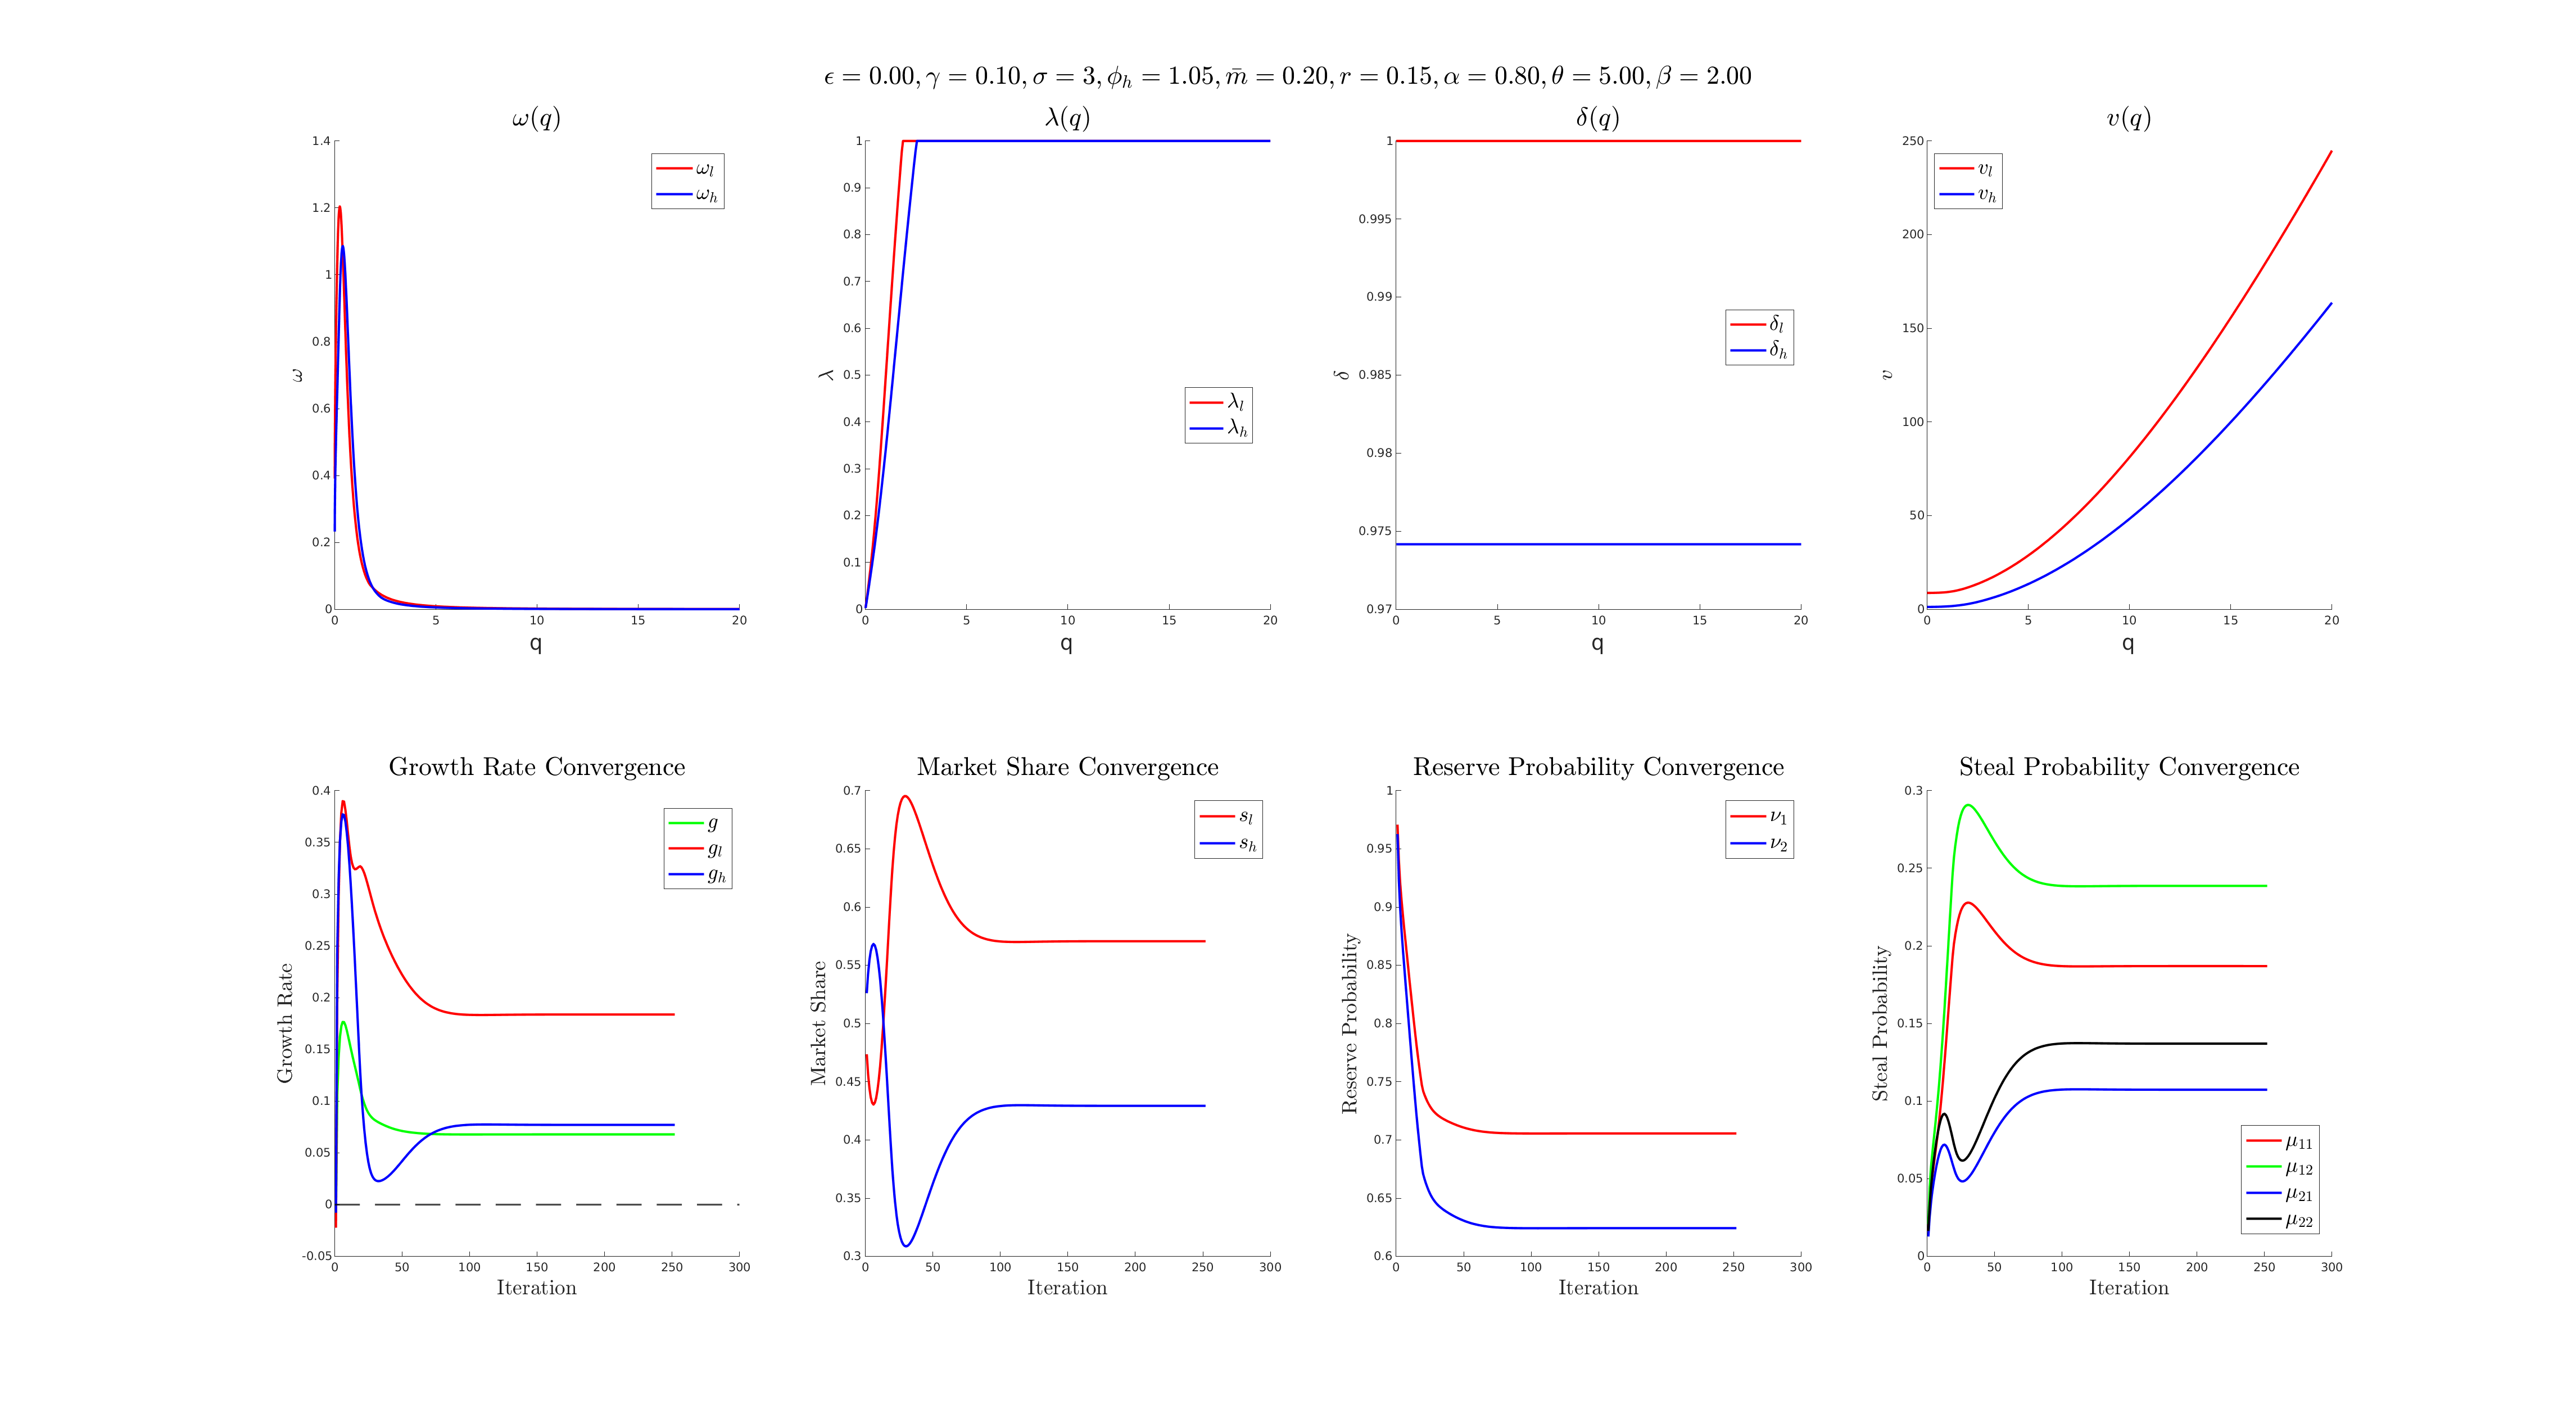 ϵ = 0.00, γ = 0.10, σ = 3, ϕ_h = 1.05, m̄ = 0.20, r = 0.15, α = 0.80, θ = 5.00, β = 2.00
ω(q)
1.4
1.2
1
0.8
0.6
0.4
0.2
0
ω
ω_l
ω_h
0 5 10 15 20
q
λ(q)
1
0.9
0.8
0.7
0.6
0.5
0.4
0.3
0.2
0.1
0
λ
λ_l
λ_h
0 5 10 15 20
q
δ(q)
1
0.995
0.99
0.985
0.98
0.975
0.97
δ
δ_l
δ_h
0 5 10 15 20
q
v(q)
250
200
150
100
50
0
v
v_l
v_h
0 5 10 15 20
q
Growth Rate Convergence
0.4
0.35
0.3
0.25
0.2
0.15
0.1
0.05
0
-0.05
Growth Rate
g
g_l
g_h
0 50 100 150 200 250 300
Iteration
Market Share Convergence
0.7
0.65
0.6
0.55
0.5
0.45
0.4
0.35
0.3
Market Share
s_l
s_h
0 50 100 150 200 250 300
Iteration
Reserve Probability Convergence
1
0.95
0.9
0.85
0.8
0.75
0.7
0.65
0.6
Reserve Probability
ν_1
ν_2
0 50 100 150 200 250 300
Iteration
Steal Probability Convergence
0.3
0.25
0.2
0.15
0.1
0.05
0
Steal Probability
μ_11
μ_12
μ_21
μ_22
0 50 100 150 200 250 300
Iteration